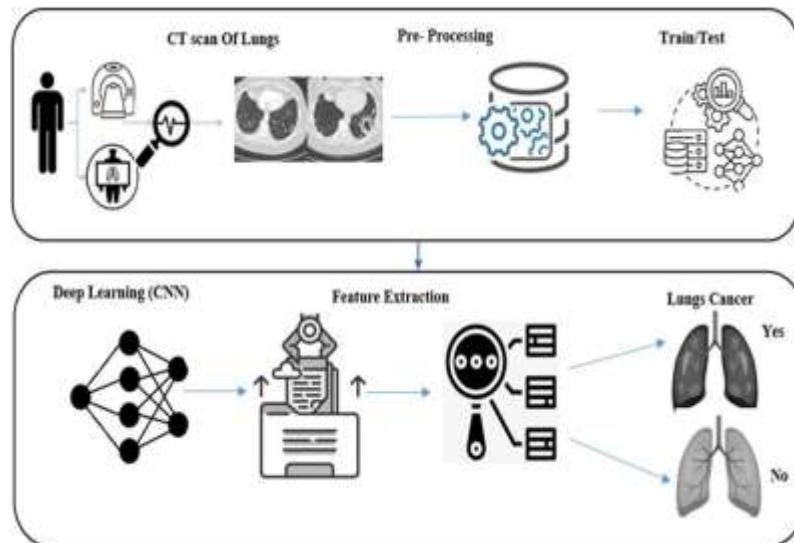 CT scan Of Lungs
Pre- Processing
Train/Test
Deep Learning (CNN)
Feature Extraction
Lungs Cancer
Yes
No